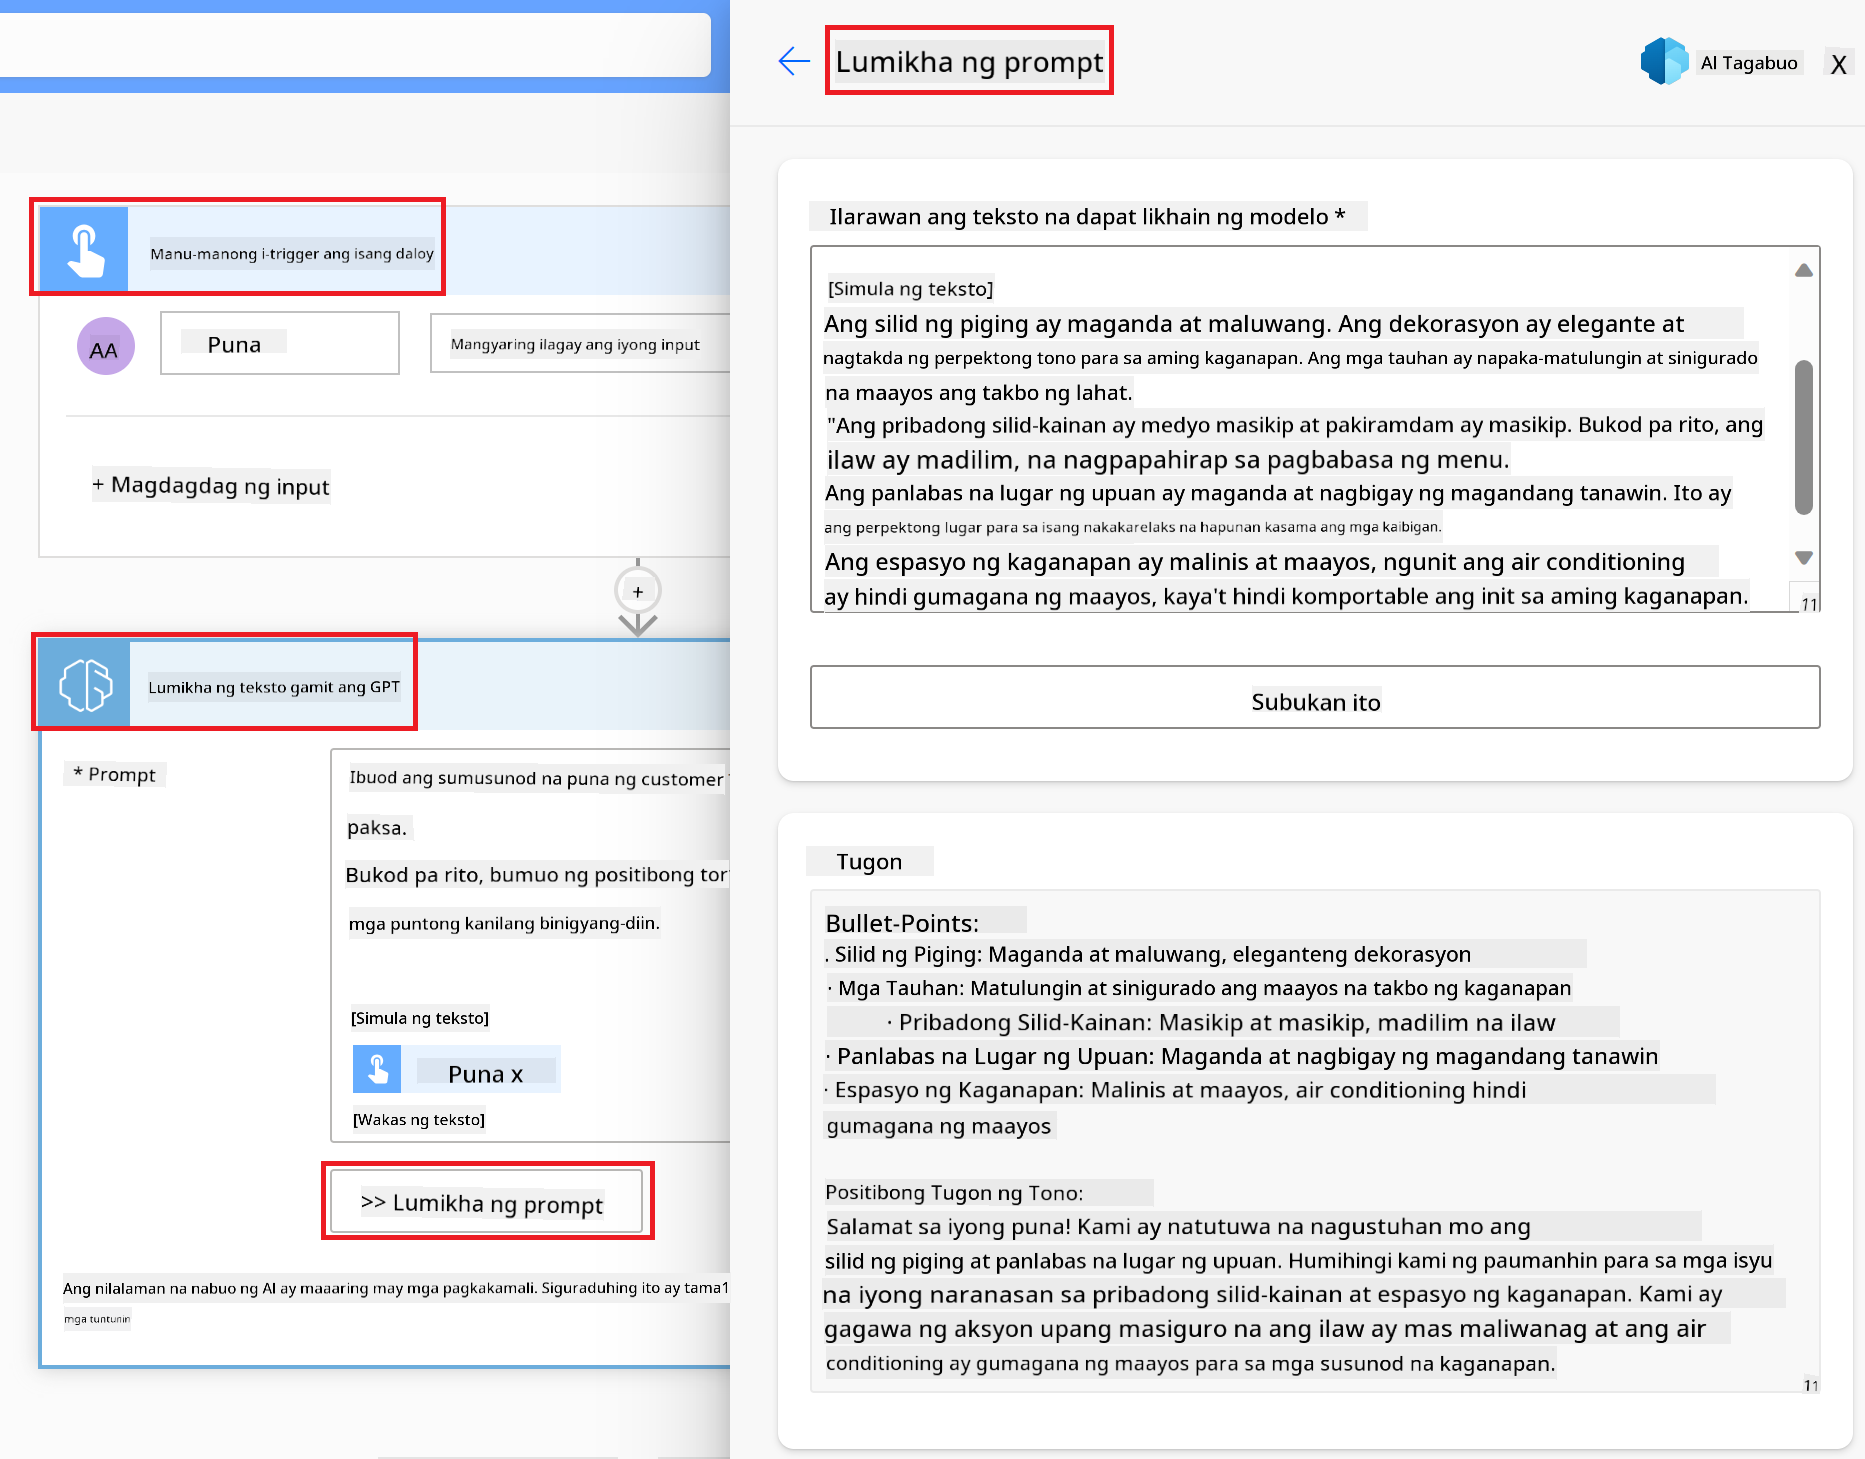 Manu-manong i-trigger ang isang daloy
AA
Puna
Mangyaring ilagay ang iyong input
+ Magdagdag ng input
+
Lumikha ng teksto gamit ang GPT
* Prompt
Ibuod ang sumusunod na puna ng customer
paksa.
Bukod pa rito, bumuo ng positibong
mga puntong kanilang binigyang-diin.
[Simula ng teksto]
Puna x
[Wakas ng teksto]
>> Lumikha ng prompt
Ang nilalaman na nabuo ng AI ay maaaring may mga pagkakamali. Siguraduhing ito ay
mga tuntunin
Lumikha ng prompt
AI Tagabuo
X
Ilarawan ang teksto na dapat likhain ng modelo *
[Simula ng teksto]
Ang silid ng piging ay maganda at maluwang. Ang dekorasyon ay elegante at
nagtakda ng perpektong tono para sa aming kaganapan. Ang mga tauhan ay napaka-matulungin at sinigurado
na maayos ang takbo ng lahat.
"Ang pribadong silid-kainan ay medyo masikip at pakiramdam ay masikip. Bukod pa rito, ang
ilaw ay madilim, na nagpapahirap sa pagbabasa ng menu.
Ang panlabas na lugar ng upuan ay maganda at nagbigay ng magandang tanawin. Ito ay
ang perpektong lugar para sa isang nakakarelaks na hapunan kasama ang mga kaibigan.
Ang espasyo ng kaganapan ay malinis at maayos, ngunit ang air conditioning
ay hindi gumagana ng maayos, kaya't hindi komportable ang init sa aming kaganapan.
11
Subukan ito
Tugon
Bullet-Points:
. Silid ng Piging: Maganda at maluwang, eleganteng dekorasyon
· Mga Tauhan: Matulungin at sinigurado ang maayos na takbo ng kaganapan
· Pribadong Silid-Kainan: Masikip at masikip, madilim na ilaw
· Panlabas na Lugar ng Upuan: Maganda at nagbigay ng magandang tanawin
· Espasyo ng Kaganapan: Malinis at maayos, air conditioning hindi
gumagana ng maayos
Positibong Tugon ng Tono:
Salamat sa iyong puna! Kami ay natutuwa na nagustuhan mo ang
silid ng piging at panlabas na lugar ng upuan. Humihingi kami ng paumanhin para sa mga isyu
na iyong naranasan sa pribadong silid-kainan at espasyo ng kaganapan. Kami ay
gagawa ng aksyon upang masiguro na ang ilaw ay mas maliwanag at ang air
conditioning ay gumagana ng maayos para sa mga susunod na kaganapan.
11